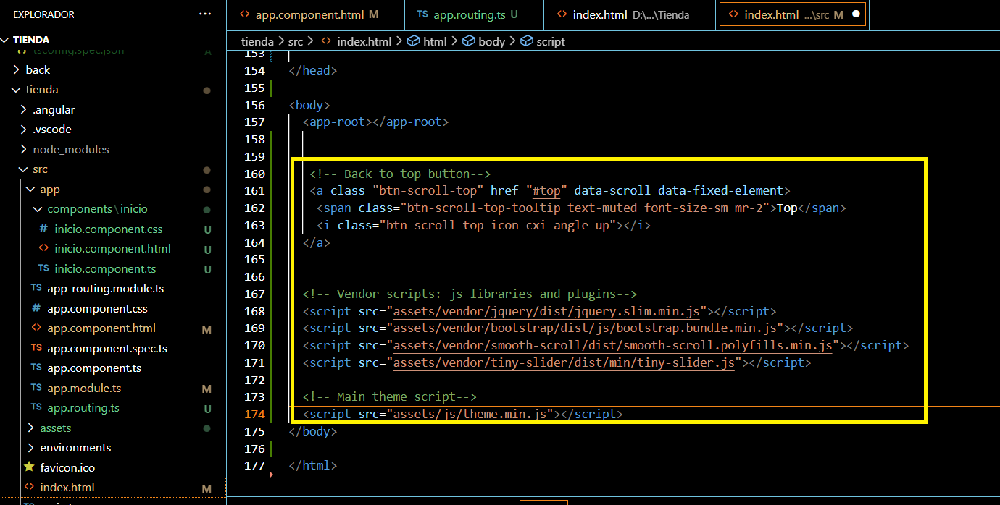 EXPLORADOR ···
TIENDA
tsconfig.spec.json A
back
tienda
.angular
.vscode
node_modules
src
app
components\inicio
# inicio.component.css U
<> inicio.component.html U
TS inicio.component.ts U
TS app-routing.module.ts
# app.component.css
<> app.component.html M
TS app.component.spec.ts
TS app.component.ts
TS app.module.ts M
TS app.routing.ts U
assets
environments
favicon.ico
<> index.html M
<> app.component.html M
TS app.routing.ts U
<> index.html D:\...\Tienda
<> index.html ...\src M
tienda > src > <> index.html > html > body > script
153
154 </head>
155
156 <body>
157 <app-root></app-root>
158
159
160 <!-- Back to top button-->
161 <a class="btn-scroll-top" href="#top" data-scroll data-fixed-element>
162 <span class="btn-scroll-top-tooltip text-muted font-size-sm mr-2">Top</span>
163 <i class="btn-scroll-top-icon cxi-angle-up"></i>
164 </a>
165
166
167 <!-- Vendor scripts: js libraries and plugins-->
168 <script src="assets/vendor/jquery/dist/jquery.slim.min.js"></script>
169 <script src="assets/vendor/bootstrap/dist/js/bootstrap.bundle.min.js"></script>
170 <script src="assets/vendor/smooth-scroll/dist/smooth-scroll.polyfills.min.js"></script>
171 <script src="assets/vendor/tiny-slider/dist/min/tiny-slider.js"></script>
172
173 <!-- Main theme script-->
174 <script src="assets/js/theme.min.js"></script>
175 </body>
176
177 </html>